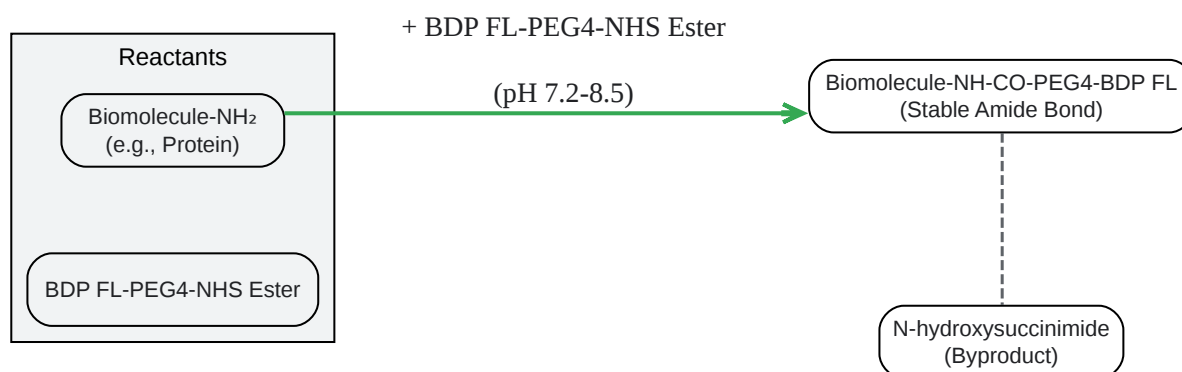 + BDP FL-PEG4-NHS Ester
(pH 7.2-8.5)
Reactants
Biomolecule-NH₂
(e.g., Protein)
BDP FL-PEG4-NHS Ester
Biomolecule-NH-CO-PEG4-BDP FL
(Stable Amide Bond)
N-hydroxysuccinimide
(Byproduct)